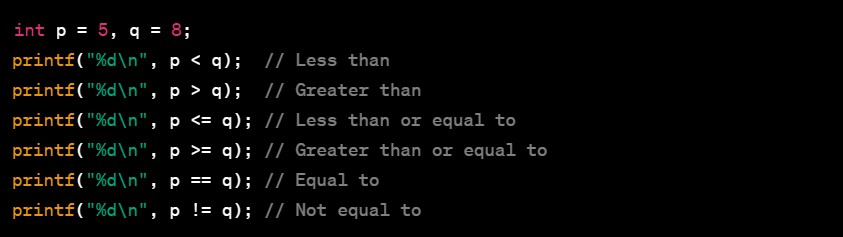 int p = 5, q = 8;
printf("%d\n", p < q);  // Less than
printf("%d\n", p > q);  // Greater than
printf("%d\n", p <= q); // Less than or equal to
printf("%d\n", p >= q); // Greater than or equal to
printf("%d\n", p == q); // Equal to
printf("%d\n", p != q); // Not equal to